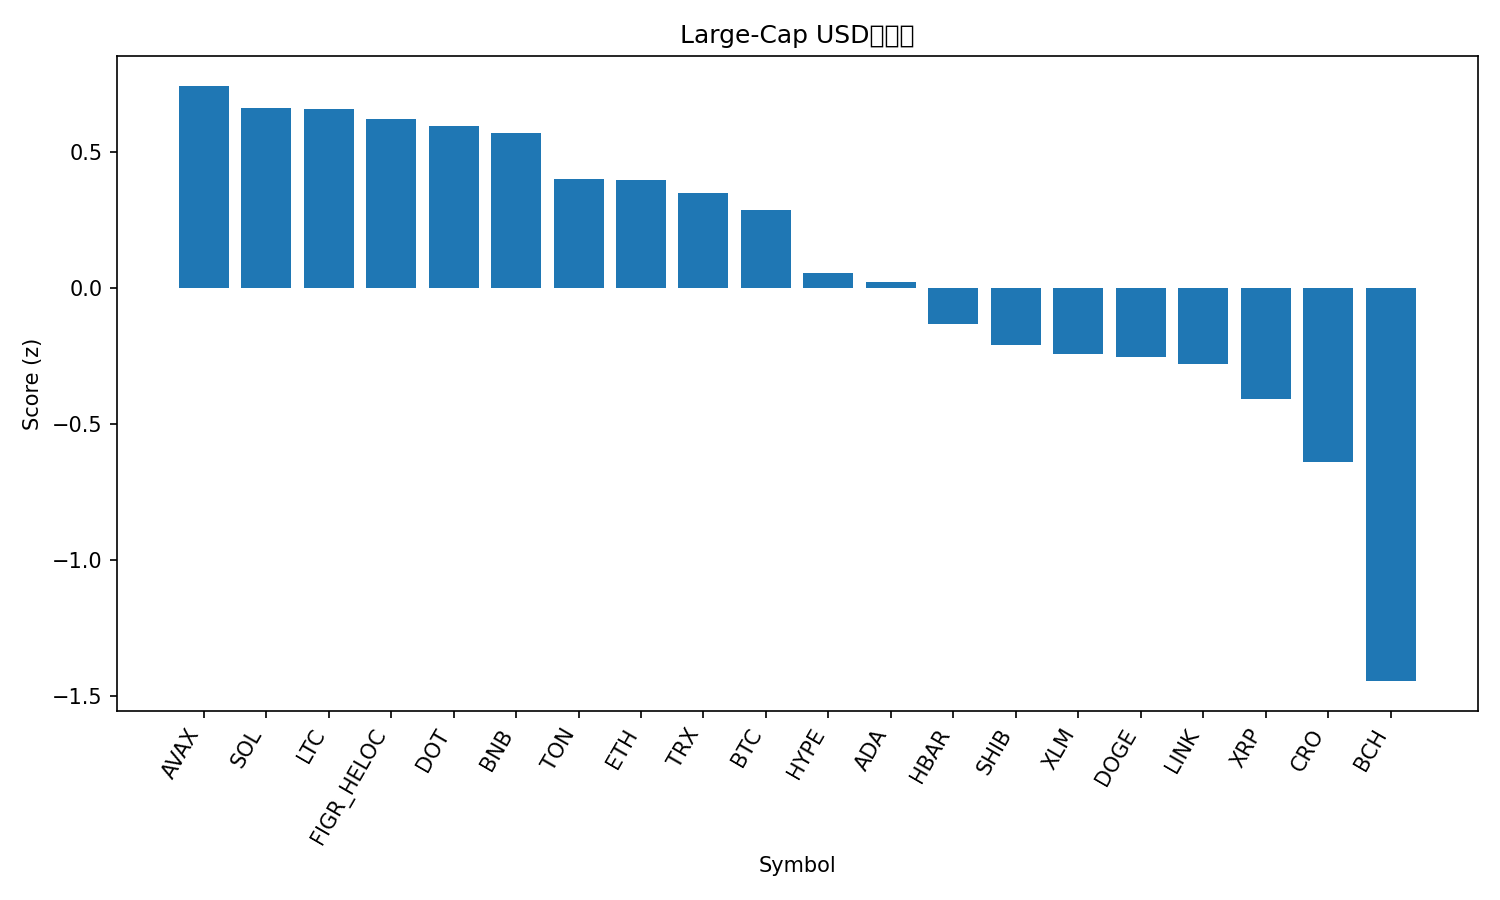 Large-Cap USD
Score (z)
0.5
0.0
−0.5
−1.0
−1.5
AVAX
SOL
LTC
FIGR_HELOC
DOT
BNB
TON
ETH
TRX
BTC
HYPE
ADA
HBAR
SHIB
XLM
DOGE
LINK
XRP
CRO
BCH
Symbol